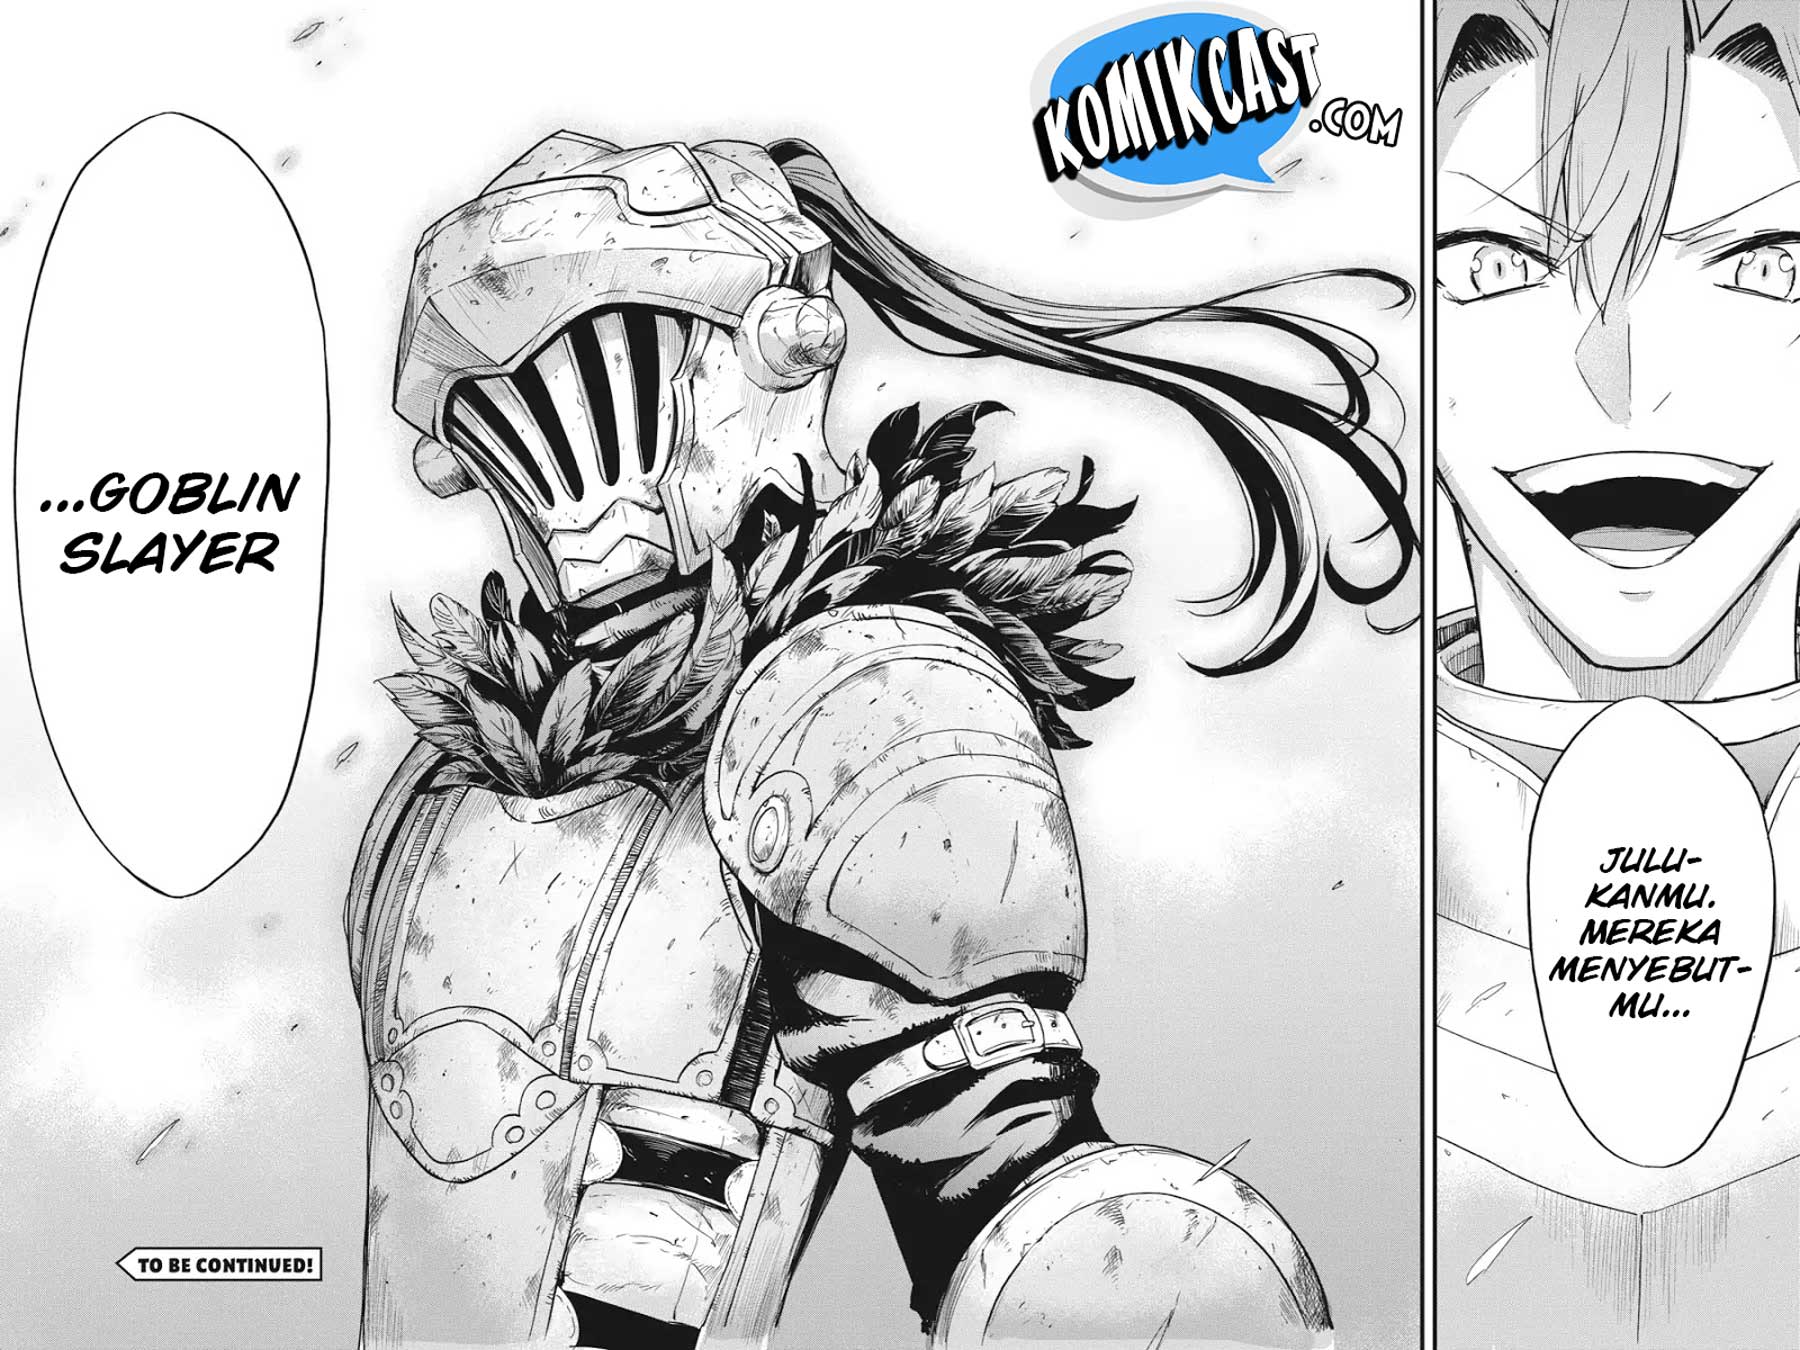 KOMIKCAST
.COM
JULU-
KANMU.
MEREKA
MENYEBUT-
MU...
...GOBLIN
SLAYER
TO BE CONTINUED!